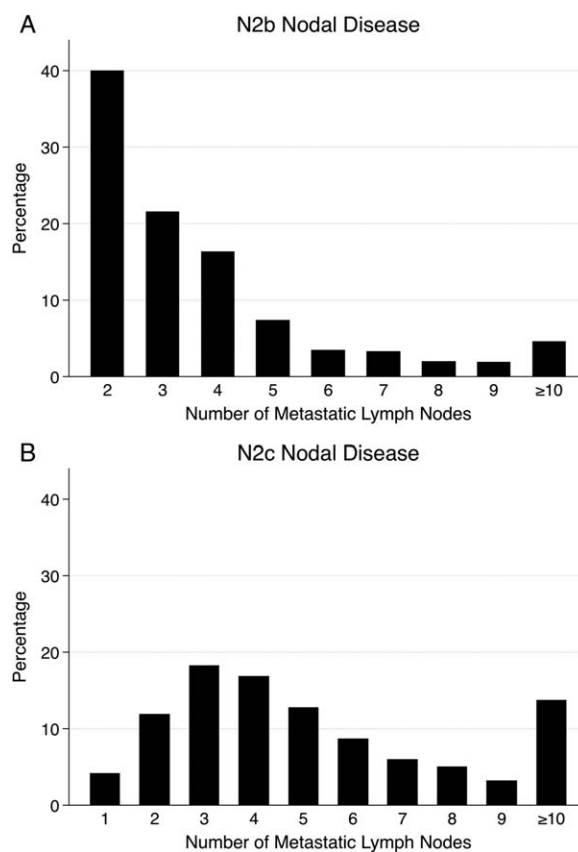 A
N2b Nodal Disease
Percentage
40
30
20
10
0
2 3 4 5 6 7 8 9 ≥10
Number of Metastatic Lymph Nodes
B
N2c Nodal Disease
Percentage
40
30
20
10
0
1 2 3 4 5 6 7 8 9 ≥10
Number of Metastatic Lymph Nodes